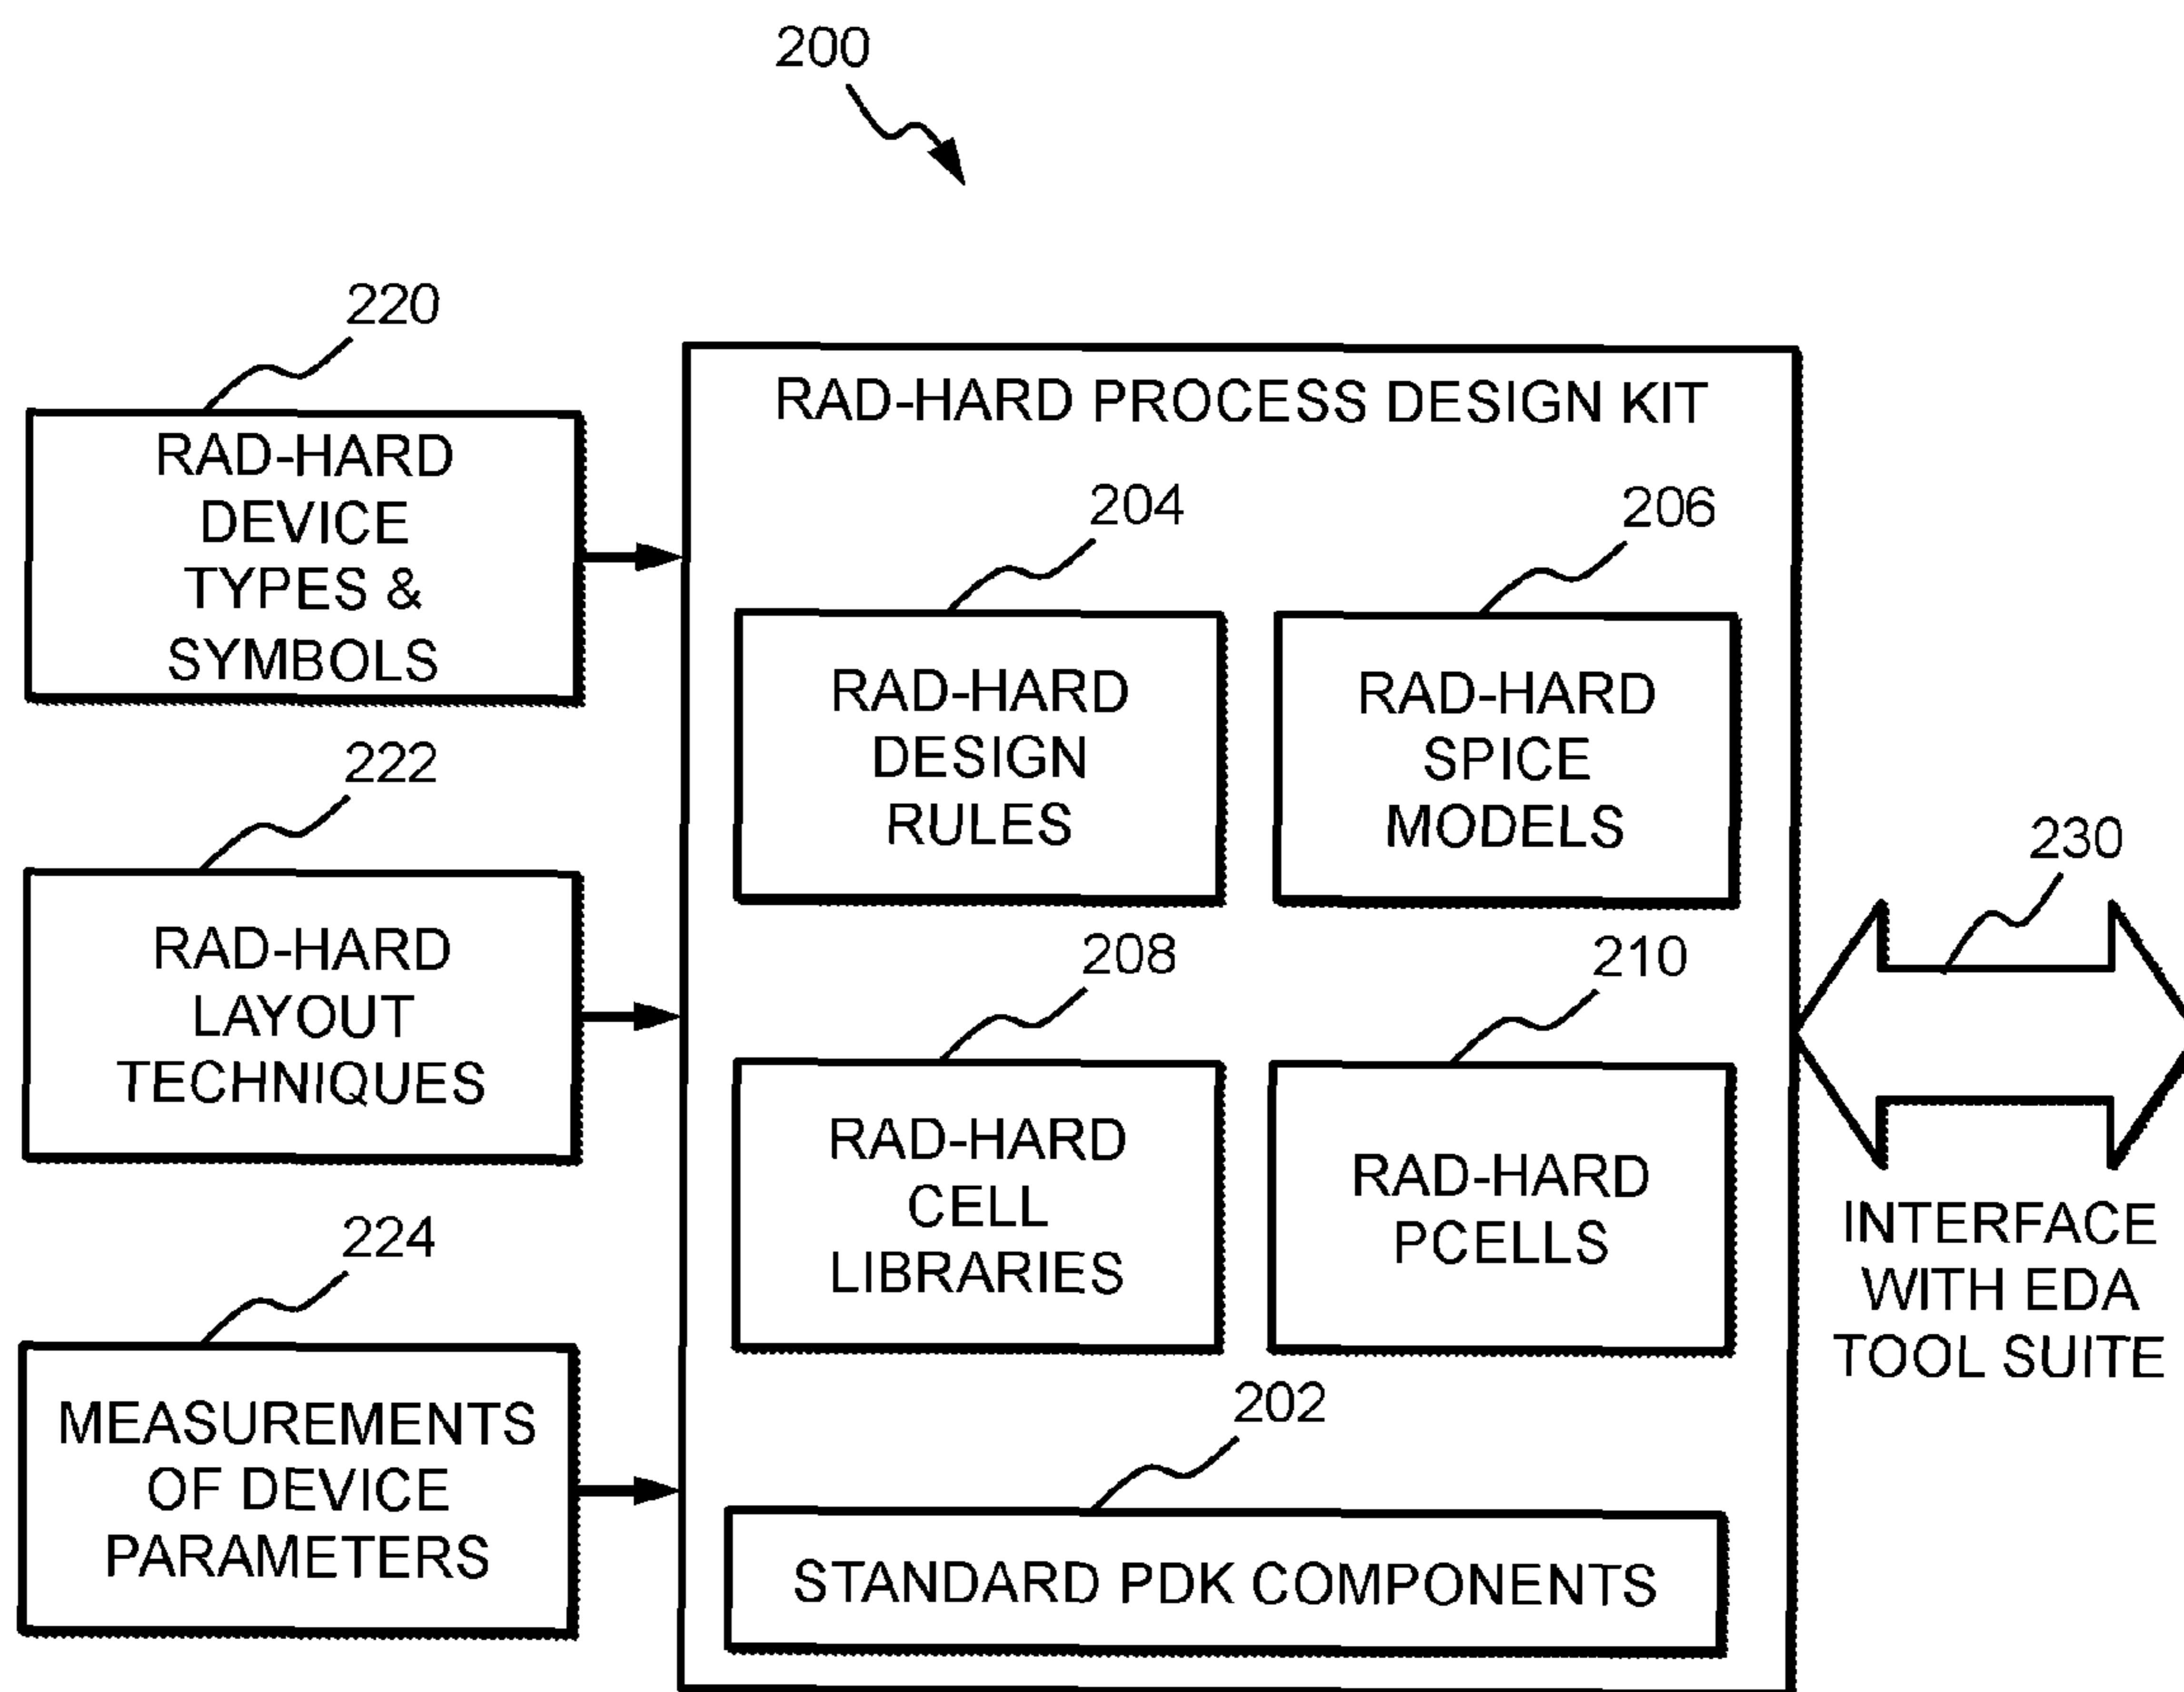 200
220
RAD-HARD
DEVICE
TYPES &
SYMBOLS
222
RAD-HARD
LAYOUT
TECHNIQUES
224
MEASUREMENTS
OF DEVICE
PARAMETERS
RAD-HARD PROCESS DESIGN KIT
204
RAD-HARD
DESIGN
RULES
206
RAD-HARD
SPICE
MODELS
208
RAD-HARD
CELL
LIBRARIES
210
RAD-HARD
PCELLS
202
STANDARD PDK COMPONENTS
230
INTERFACE
WITH EDA
TOOL SUITE